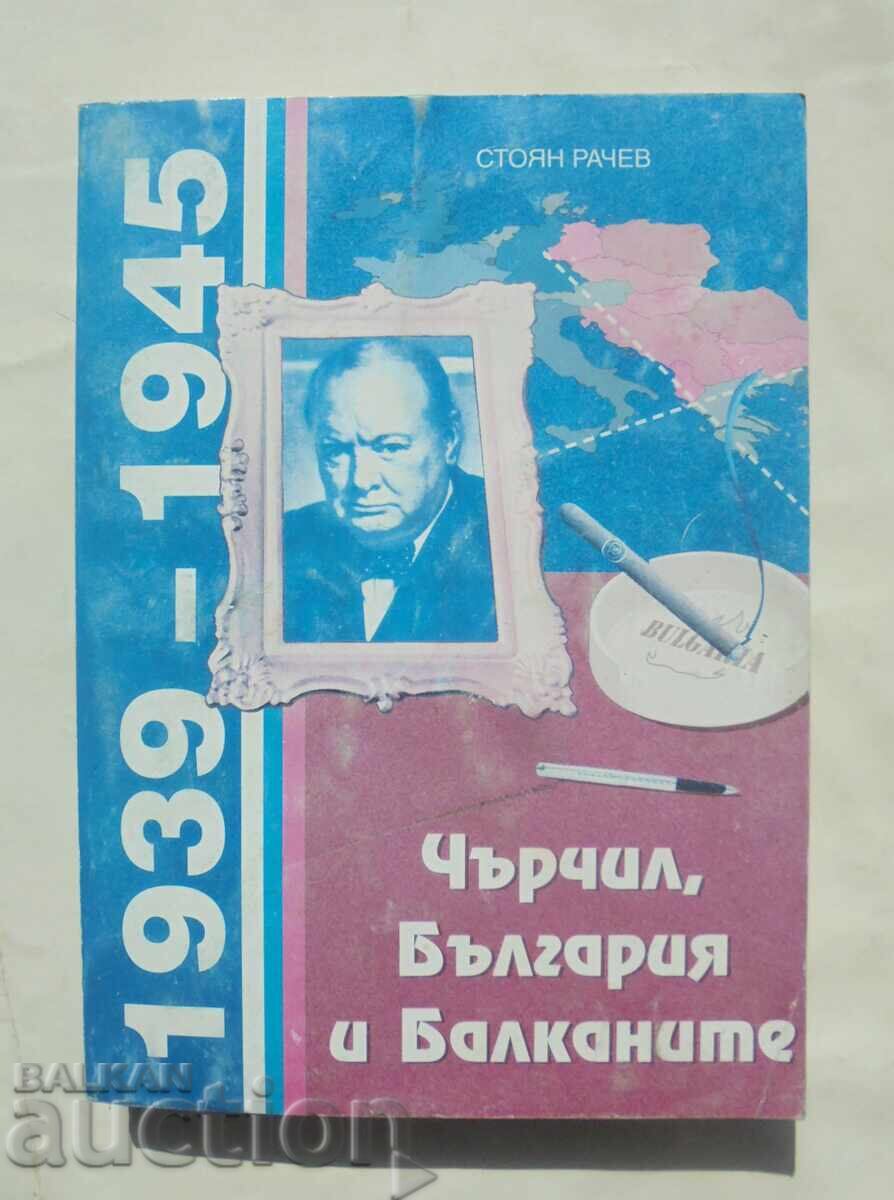 СТОЯН РАЧЕВ
1939 – 1945
BULGARIA
Чърчил,
България
и Балканите
BALKAN
auction